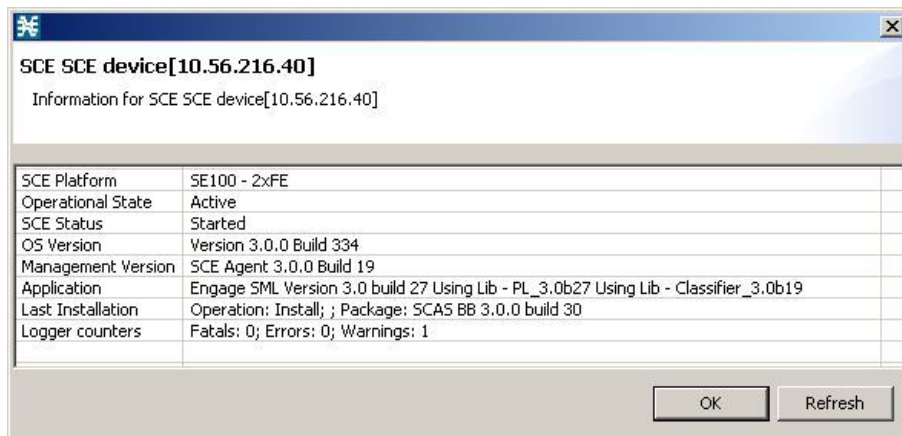 SCE SCE device[10.56.216.40]
Information for SCE SCE device[10.56.216.40]
SCE Platform SE100 - 2xFE
Operational State Active
SCE Status Started
OS Version Version 3.0.0 Build 334
Management Version SCE Agent 3.0.0 Build 19
Application Engage SML Version 3.0 build 27 Using Lib - PL_3.0b27 Using Lib - Classifier_3.0b19
Last Installation Operation: Install; ; Package: SCAS BB 3.0.0 build 30
Logger counters Fatals: 0; Errors: 0; Warnings: 1
OK Refresh